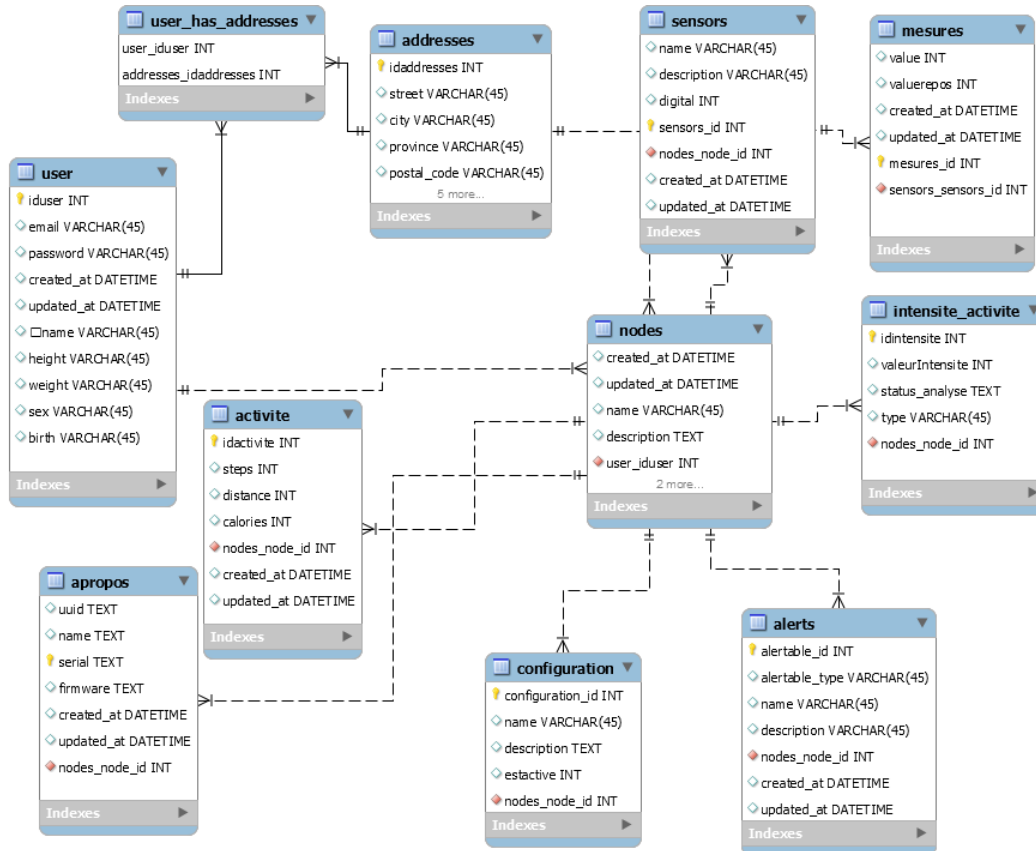 user_has_addresses
user_iduser INT
addresses_idaddresses INT
Indexes
addresses
idaddresses INT
street VARCHAR(45)
city VARCHAR(45)
province VARCHAR(45)
postal_code VARCHAR(45)
5 more...
Indexes
sensors
name VARCHAR(45)
description VARCHAR(45)
digital INT
sensors_id INT
nodes_node_id INT
created_at DATETIME
updated_at DATETIME
Indexes
mesures
value INT
valuerepos INT
created_at DATETIME
updated_at DATETIME
mesures_id INT
sensors_sensors_id INT
Indexes
user
iduser INT
email VARCHAR(45)
password VARCHAR(45)
created_at DATETIME
updated_at DATETIME
□name VARCHAR(45)
height VARCHAR(45)
weight VARCHAR(45)
sex VARCHAR(45)
birth VARCHAR(45)
Indexes
nodes
created_at DATETIME
updated_at DATETIME
name VARCHAR(45)
description TEXT
user_iduser INT
2 more...
Indexes
intensite_activite
idintensite INT
valeurIntensite INT
status_analyse TEXT
type VARCHAR(45)
nodes_node_id INT
Indexes
activite
idactivite INT
steps INT
distance INT
calories INT
nodes_node_id INT
created_at DATETIME
updated_at DATETIME
Indexes
apropos
uuid TEXT
name TEXT
serial TEXT
firmware TEXT
created_at DATETIME
updated_at DATETIME
nodes_node_id INT
Indexes
configuration
configuration_id INT
name VARCHAR(45)
description TEXT
estactive INT
nodes_node_id INT
Indexes
alerts
alertable_id INT
alertable_type VARCHAR(45)
name VARCHAR(45)
description VARCHAR(45)
nodes_node_id INT
created_at DATETIME
updated_at DATETIME
Indexes